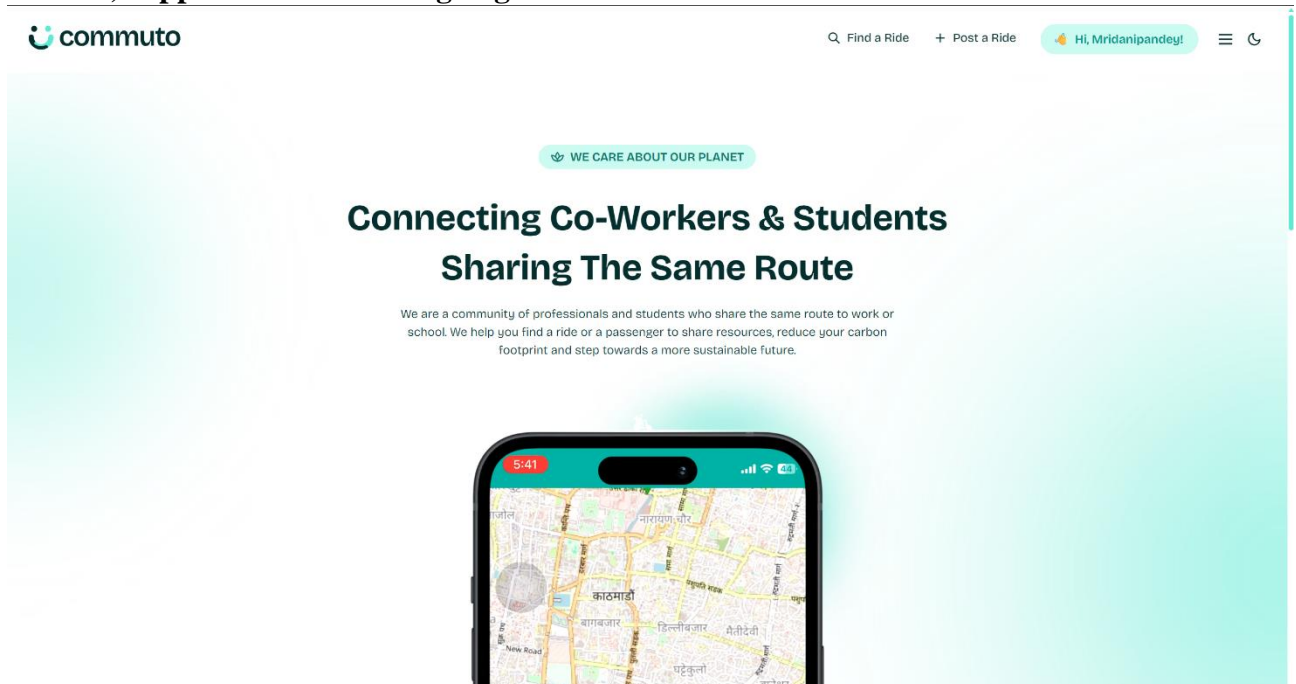 commuto
Find a Ride
Post a Ride
Hi, Mridanipandey!
WE CARE ABOUT OUR PLANET
Connecting Co-Workers & Students
Sharing The Same Route
We are a community of professionals and students who share the same route to work or
school. We help you find a ride or a passenger to share resources, reduce your carbon
footprint and step towards a more sustainable future.
5:41
44
नारायण चौर
काठमाडौं
बागबजार
डिल्लीबजार
मैतीदेवी
New Road
घट्टेकुलो